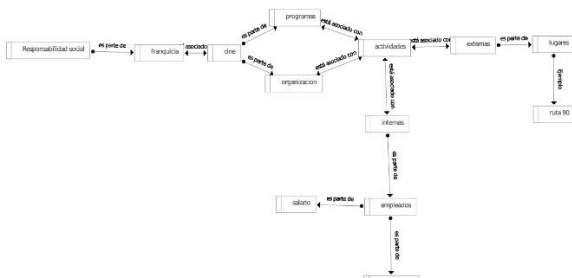 programas
es parte de
está asociado con
Responsabilidad social
es parte de
franquicia
asociado
cine
actividades
está asociado con
externas
es parte de
lugares
es parte de
está asociado con
organizacion
está asociado con
Ejemplo
internas
ruta 90
es parte de
salario
es parte de
empleados
es parte de